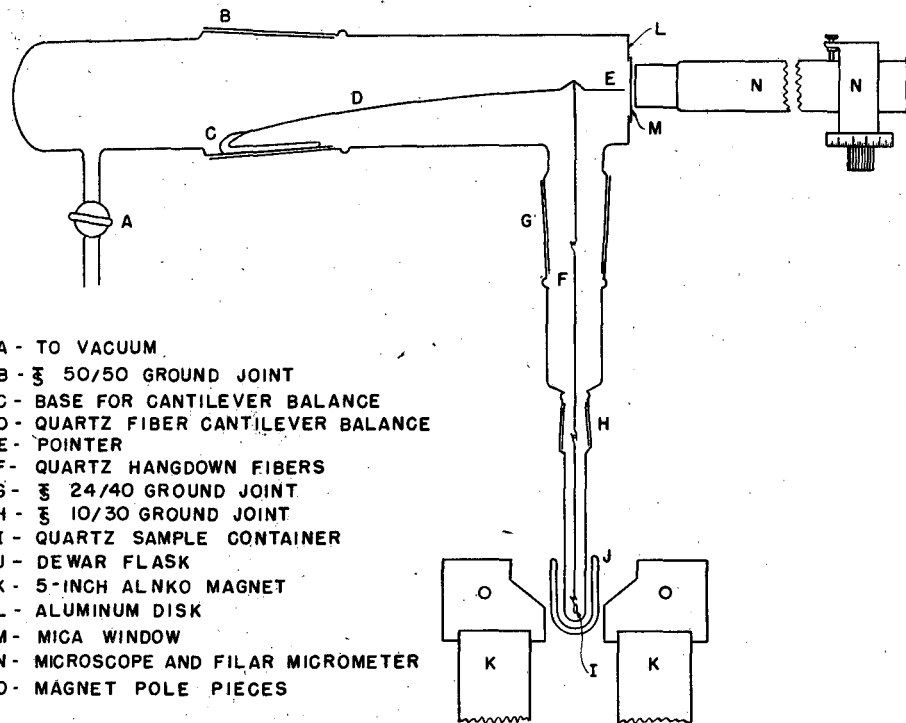 B
L
D
E
N
N
C
M
A
G
F
H
J
K
K
I
A - TO VACUUM
B - ⌶ 50/50 GROUND JOINT
C - BASE FOR CANTILEVER BALANCE
D - QUARTZ FIBER CANTILEVER BALANCE
E - POINTER
F - QUARTZ HANGDOWN FIBERS
G - ⌶ 24/40 GROUND JOINT
H - ⌶ 10/30 GROUND JOINT
I - QUARTZ SAMPLE CONTAINER
J - DEWAR FLASK
K - 5-INCH ALNKO MAGNET
L - ALUMINUM DISK
M - MICA WINDOW
N - MICROSCOPE AND FILAR MICROMETER
O - MAGNET POLE PIECES